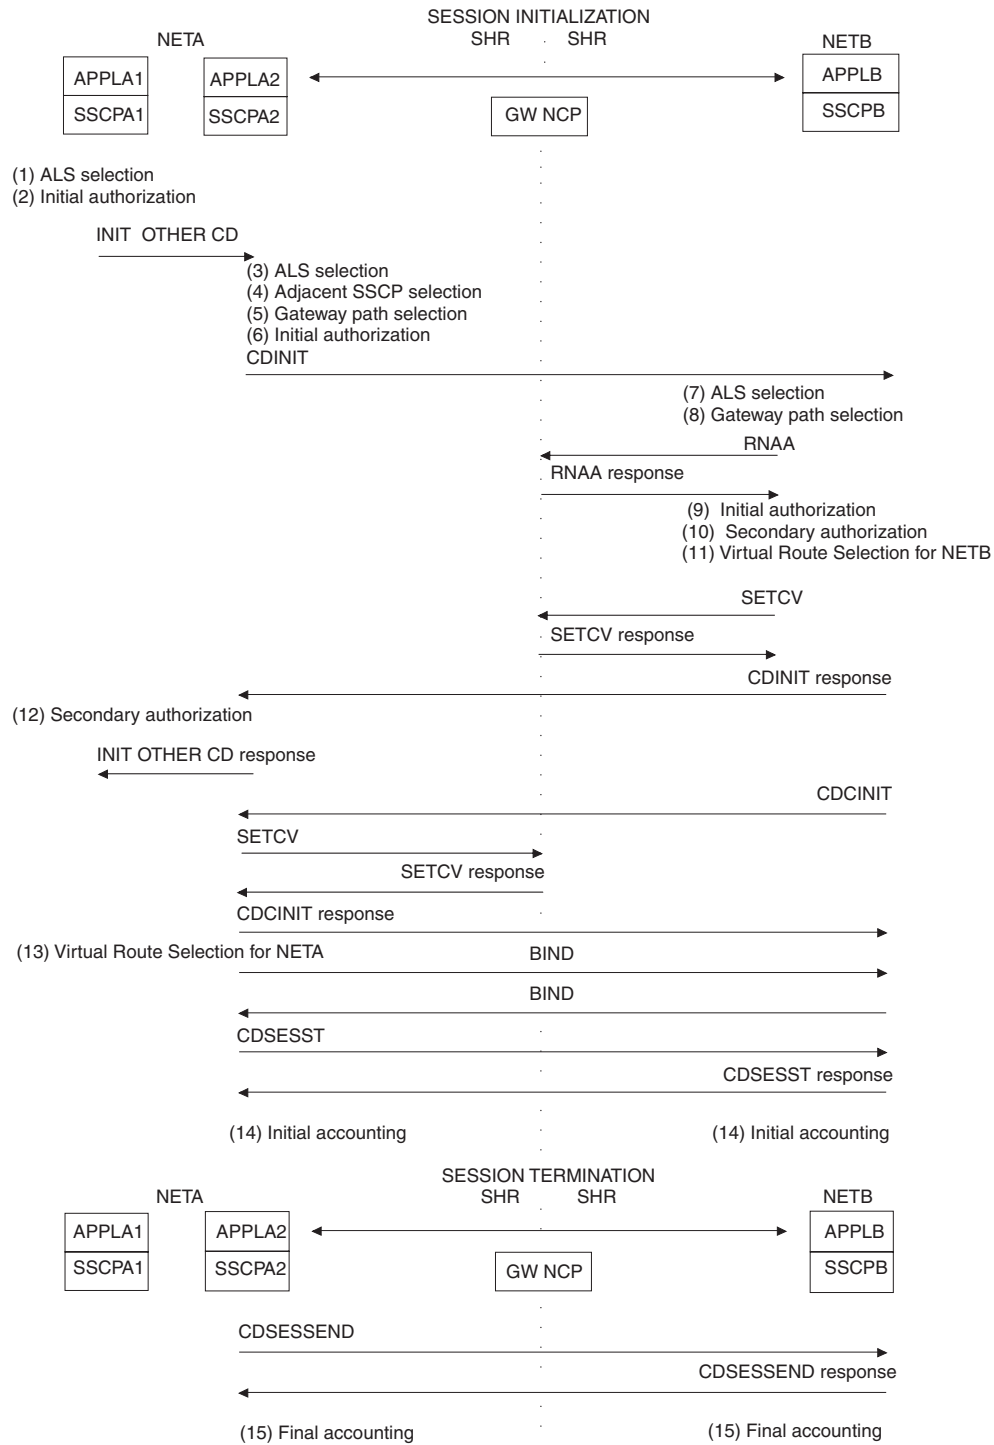 SESSION INITIALIZATION
NETA
SHR SHR
NETB
APPLA1
APPLA2
APPLB
SSCPA1
SSCPA2
GW NCP
SSCPB
(1) ALS selection
(2) Initial authorization
INIT OTHER CD
(3) ALS selection
(4) Adjacent SSCP selection
(5) Gateway path selection
(6) Initial authorization
CDINIT
(7) ALS selection
(8) Gateway path selection
RNAA
RNAA response
(9) Initial authorization
(10) Secondary authorization
(11) Virtual Route Selection for NETB
SETCV
SETCV response
CDINIT response
(12) Secondary authorization
INIT OTHER CD response
CDCINIT
SETCV
SETCV response
CDCINIT response
(13) Virtual Route Selection for NETA
BIND
BIND
CDSESST
CDSESST response
(14) Initial accounting
(14) Initial accounting
SESSION TERMINATION
NETA
SHR SHR
NETB
APPLA1
APPLA2
APPLB
SSCPA1
SSCPA2
GW NCP
SSCPB
CDSESSEND
CDSESSEND response
(15) Final accounting
(15) Final accounting